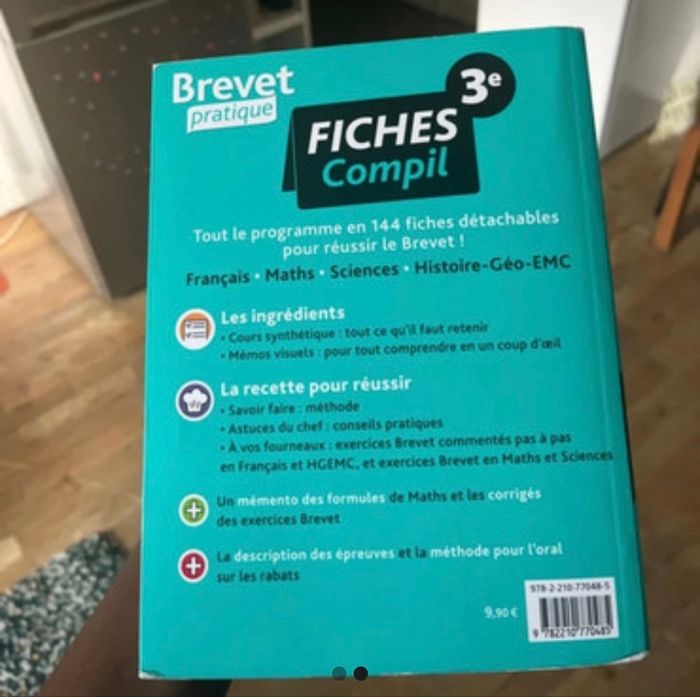 Brevet
pratique
3e
FICHES
Compil
Tout le programme en 144 fiches détachables
pour réussir le Brevet !
Français • Maths • Sciences • Histoire-Géo-EMC
Les ingrédients
• Cours synthétique : tout ce qu'il faut retenir
• Mémos visuels : pour tout comprendre en un coup d'œil
La recette pour réussir
• Savoir faire : méthode
• Astuces du chef : conseils pratiques
• À vos fourneaux : exercices Brevet commentés pas à pas
en Français et HGEMC, et exercices Brevet en Maths et Sciences
Un mémento des formules de Maths et les corrigés
des exercices Brevet
La description des épreuves et la méthode pour l'oral
sur les rabats
978-2-210-77048-5
9,90 €
9 782210 770485